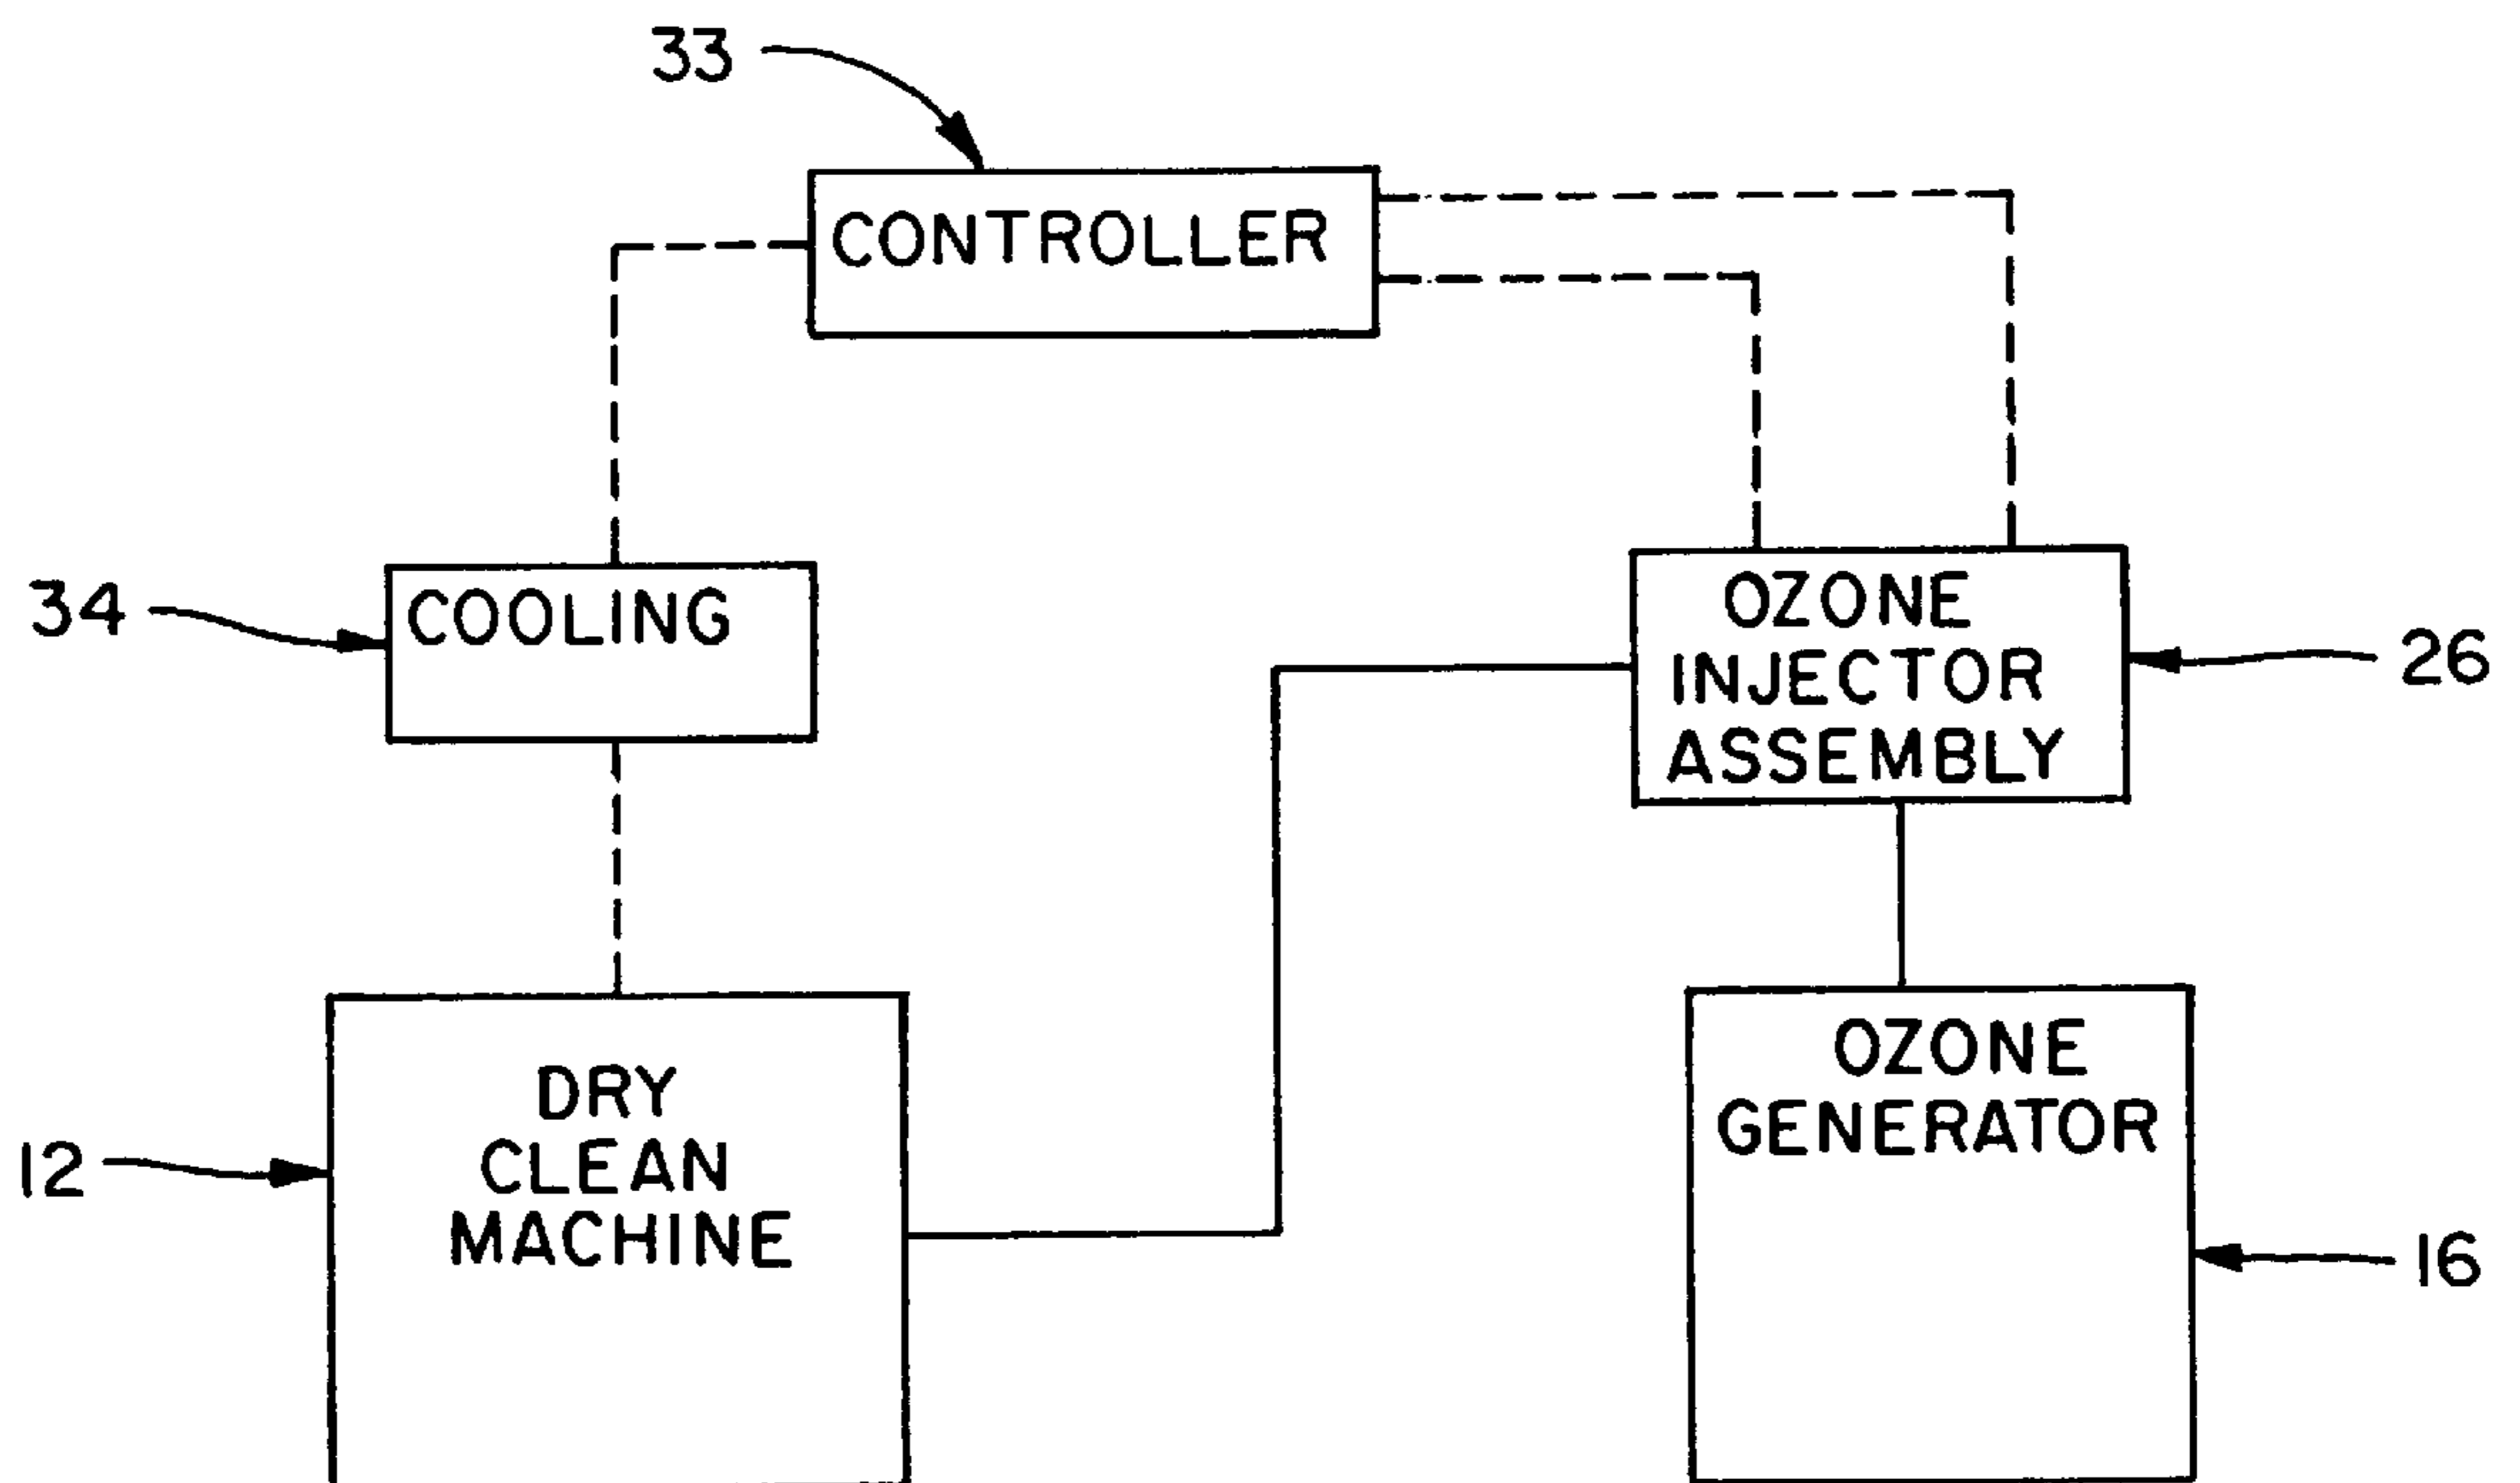 33
CONTROLLER
34
COOLING
OZONE
INJECTOR
ASSEMBLY
26
12
DRY
CLEAN
MACHINE
OZONE
GENERATOR
16